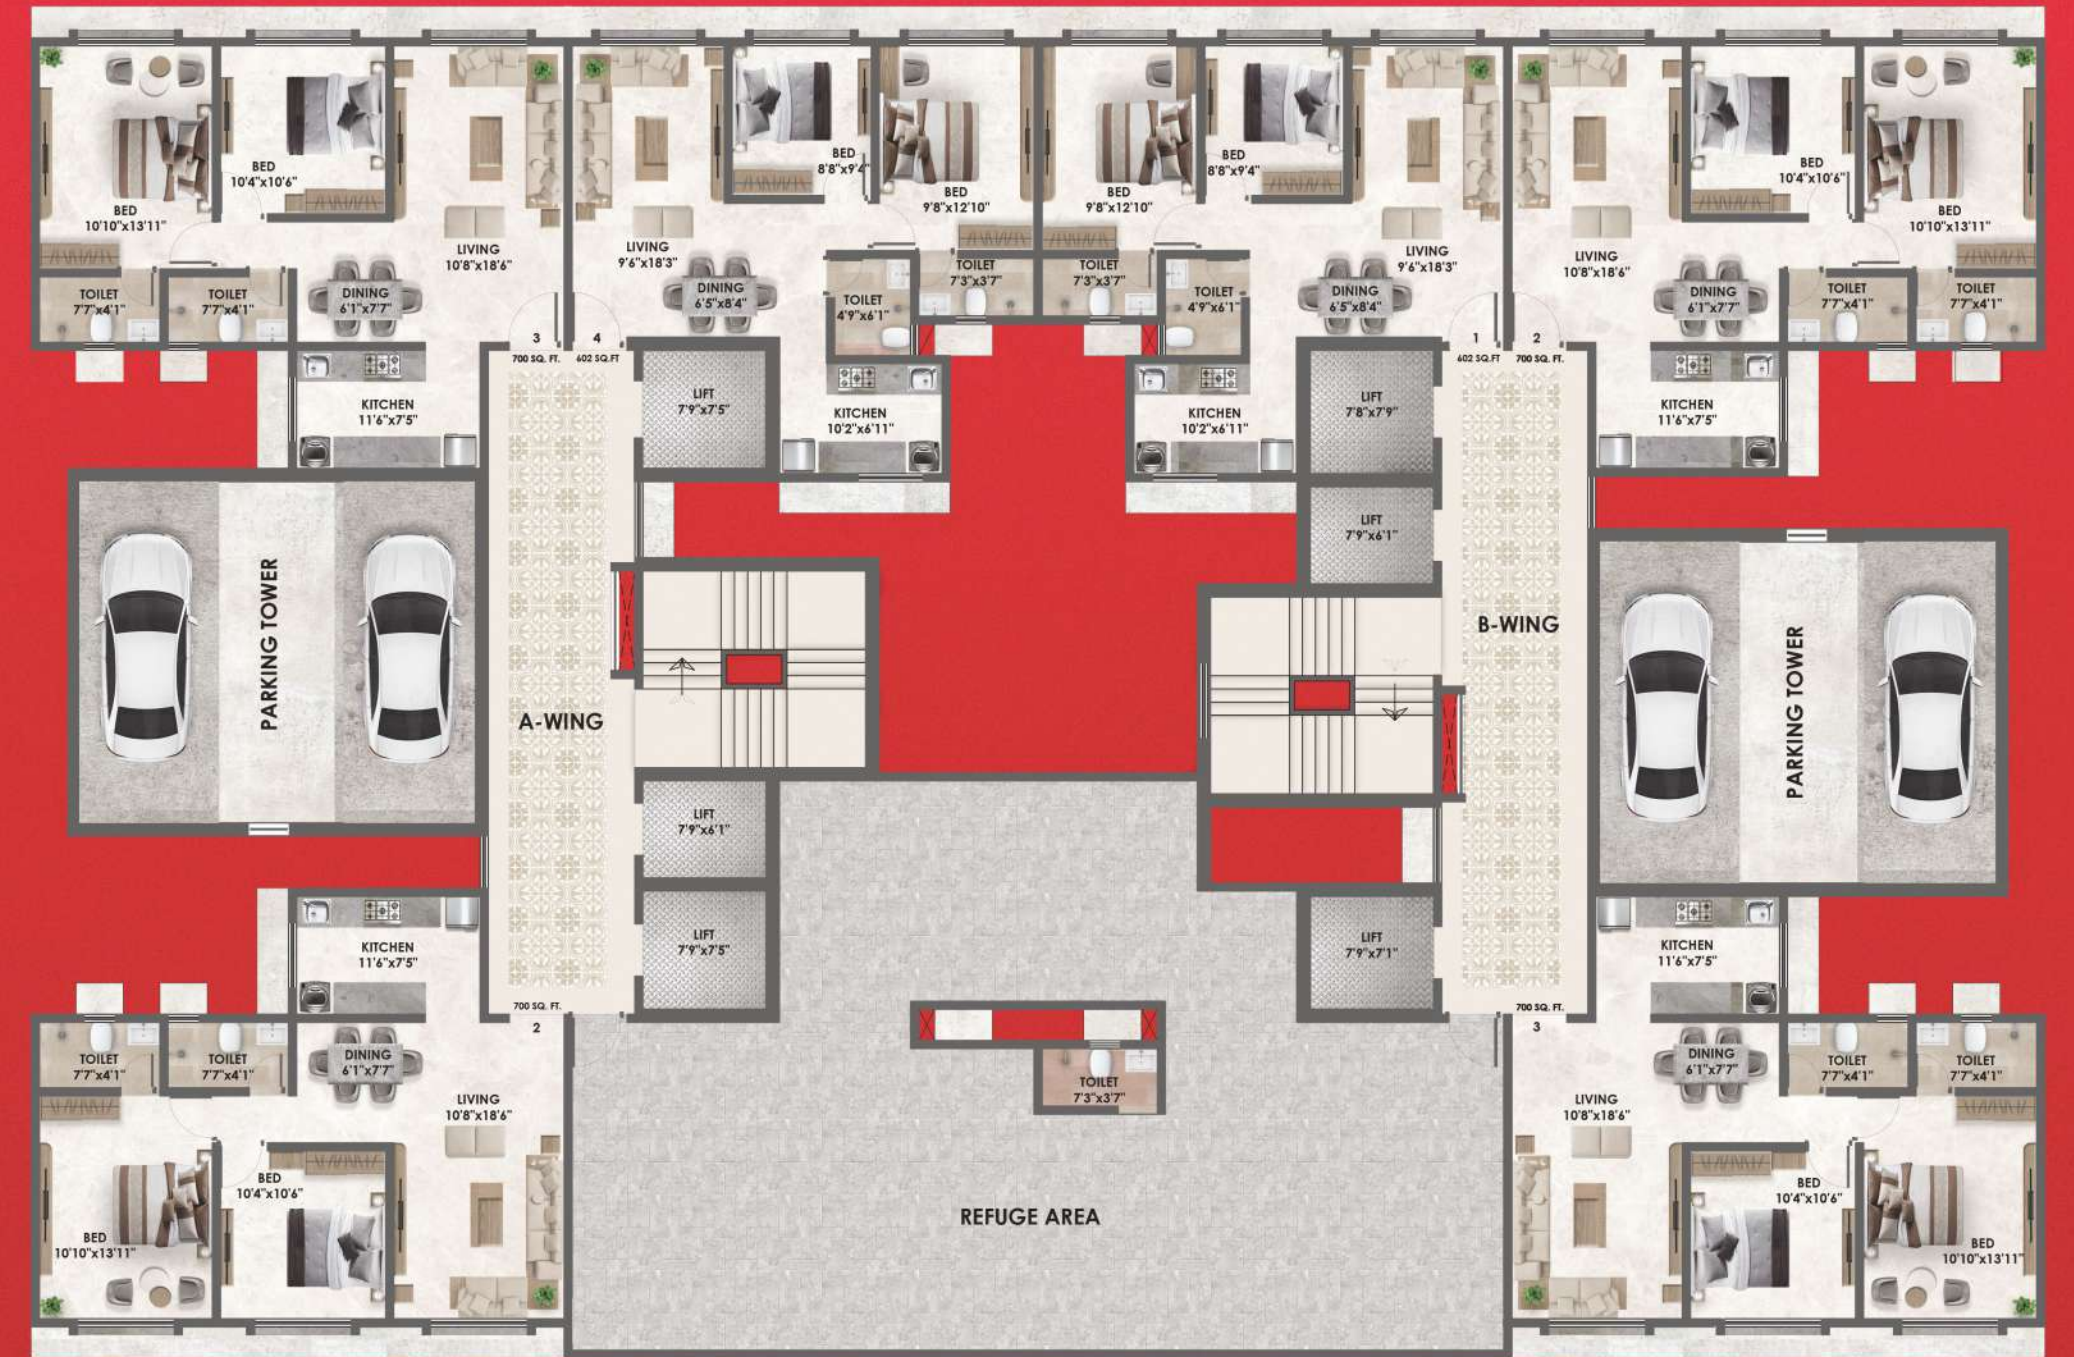 BED
10'10"x13'11"
BED
10'4"x10'6"
LIVING
10'8"x18'6"
TOILET
7'7"x4'1"
TOILET
7'7"x4'1"
DINING
6'1"x7'7"
KITCHEN
11'6"x7'5"
3
700 SQ. FT.
4
602 SQ.FT
LIVING
9'6"x18'3"
BED
8'8"x9'4"
BED
9'8"x12'10"
DINING
6'5"x8'4"
TOILET
4'9"x6'1"
TOILET
7'3"x3'7"
KITCHEN
10'2"x6'11"
LIFT
7'9"x7'5"
BED
9'8"x12'10"
BED
8'8"x9'4"
LIVING
9'6"x18'3"
TOILET
7'3"x3'7"
TOILET
4'9"x6'1"
DINING
6'5"x8'4"
KITCHEN
10'2"x6'11"
1
602 SQ.FT
2
700 SQ. FT.
LIVING
10'8"x18'6"
BED
10'4"x10'6"
BED
10'10"x13'11"
DINING
6'1"x7'7"
TOILET
7'7"x4'1"
TOILET
7'7"x4'1"
KITCHEN
11'6"x7'5"
LIFT
7'8"x7'9"
LIFT
7'9"x6'1"
PARKING TOWER
A-WING
B-WING
PARKING TOWER
LIFT
7'9"x6'1"
LIFT
7'9"x7'5"
LIFT
7'9"x7'1"
KITCHEN
11'6"x7'5"
700 SQ. FT.
2
TOILET
7'7"x4'1"
TOILET
7'7"x4'1"
DINING
6'1"x7'7"
LIVING
10'8"x18'6"
BED
10'4"x10'6"
BED
10'10"x13'11"
TOILET
7'3"x3'7"
REFUGE AREA
KITCHEN
11'6"x7'5"
700 SQ. FT.
3
DINING
6'1"x7'7"
TOILET
7'7"x4'1"
TOILET
7'7"x4'1"
LIVING
10'8"x18'6"
BED
10'4"x10'6"
BED
10'10"x13'11"